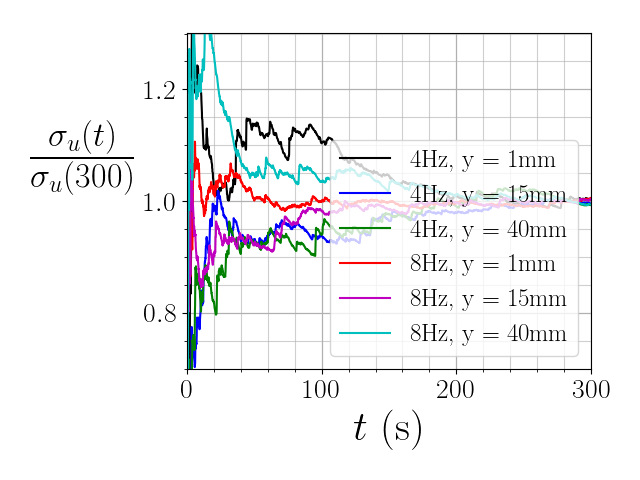 σ_u(t)
σ_u(300)
1.2
1.0
0.8
4Hz, y = 1mm
4Hz, y = 15mm
4Hz, y = 40mm
8Hz, y = 1mm
8Hz, y = 15mm
8Hz, y = 40mm
0 100 200 300
t (s)